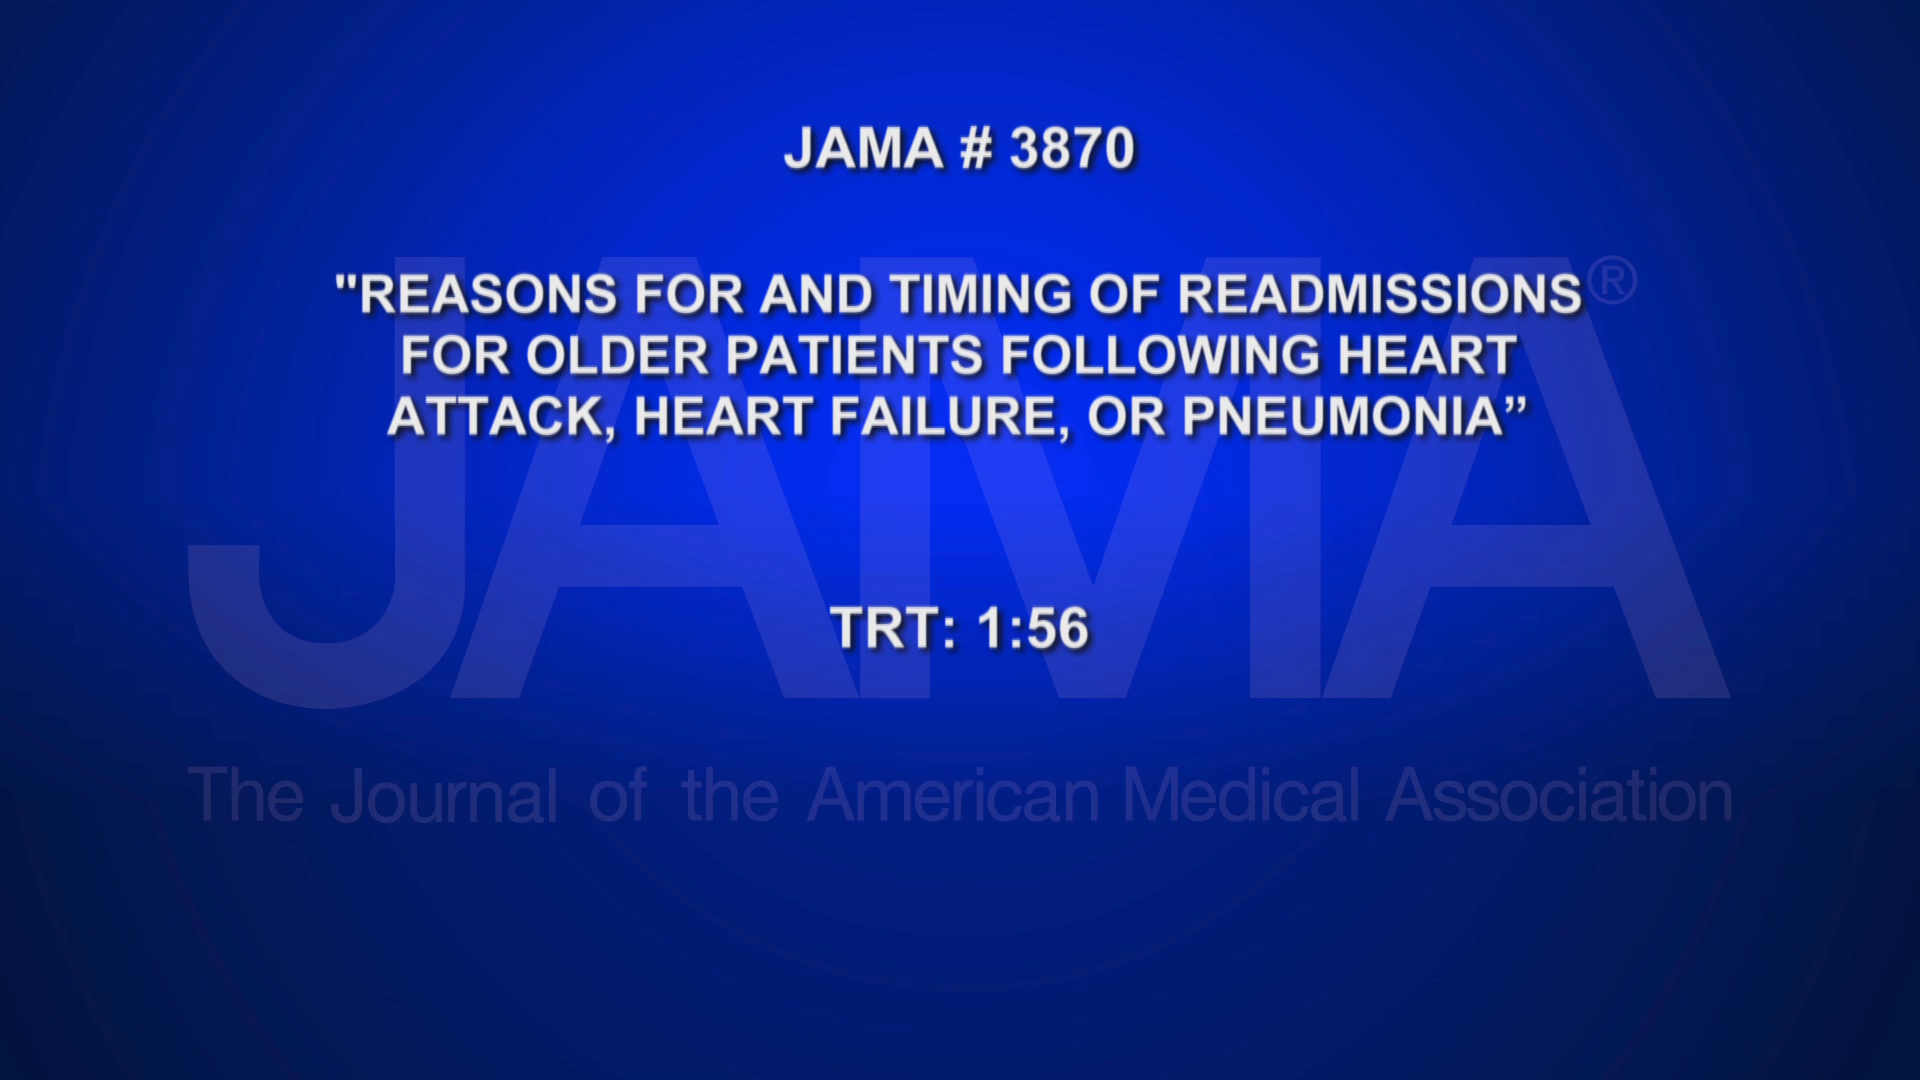 JAMA # 3870
"REASONS FOR AND TIMING OF READMISSIONS
FOR OLDER PATIENTS FOLLOWING HEART
ATTACK, HEART FAILURE, OR PNEUMONIA”
TRT: 1:56
JAMA®
The Journal of the American Medical Association